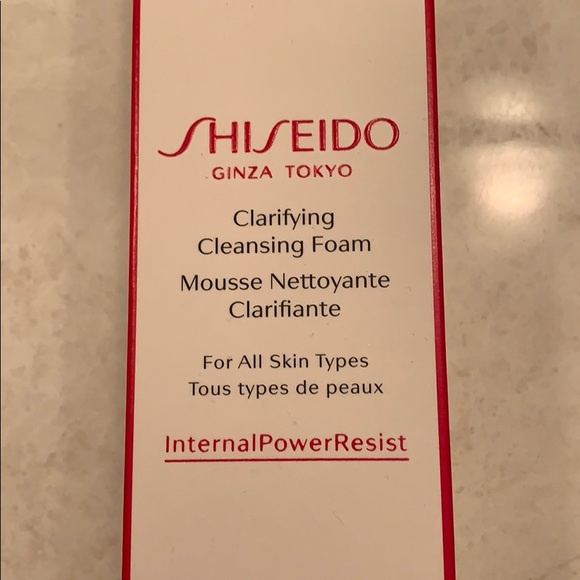 SHISEIDO
GINZA TOKYO
Clarifying
Cleansing Foam
Mousse Nettoyante
Clarifiante
For All Skin Types
Tous types de peaux
InternalPowerResist